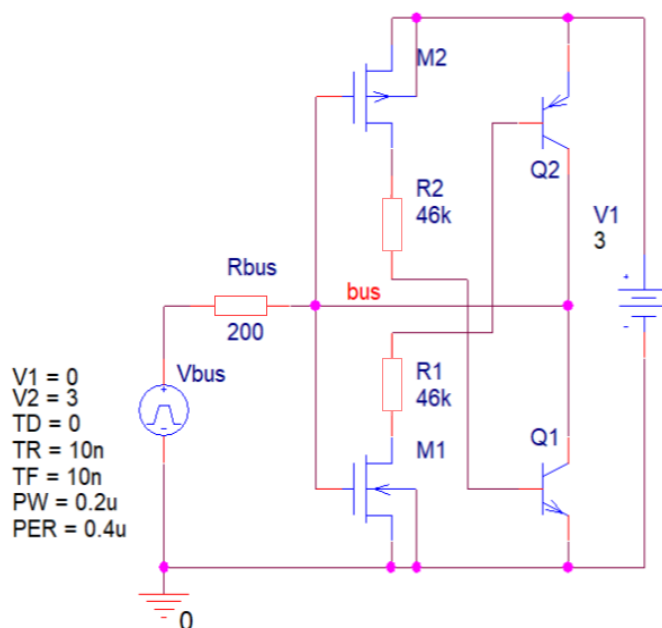 M2
Q2
R2
46k
V1
3
+
-
Rbus
bus
200
Vbus
+
-
V1 = 0
V2 = 3
TD = 0
TR = 10n
TF = 10n
PW = 0.2u
PER = 0.4u
R1
46k
M1
Q1
0